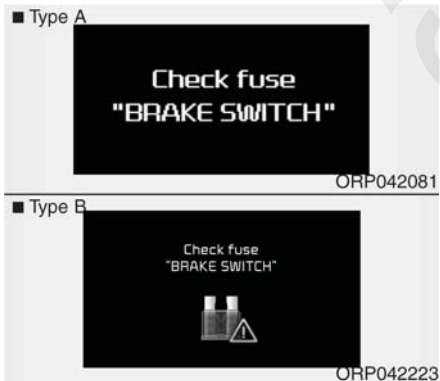 ■ Type A
Check fuse
"BRAKE SWITCH"
ORP042081
■ Type B
Check fuse
"BRAKE SWITCH"
ORP042223